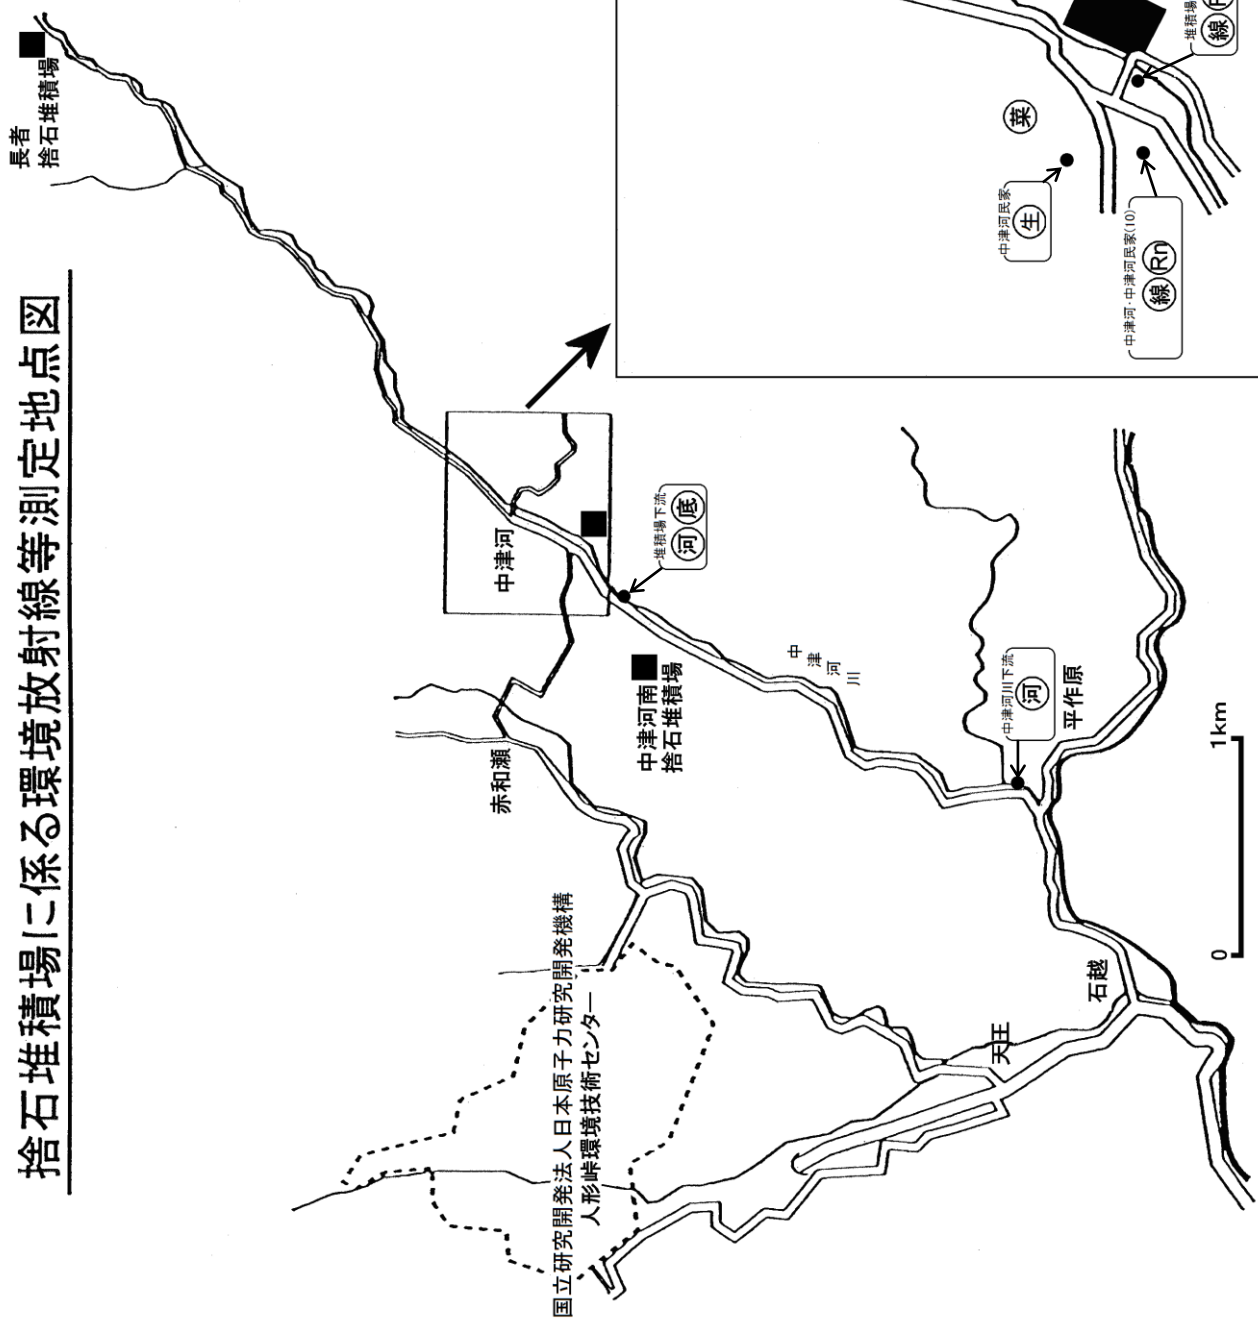 捨石堆積場に係る環境放射線等測定地点図
長者
捨石堆積場
中津河
堆積場下流
河 底
中津河南
捨石堆積場
中津河川
赤和瀬
中津河川下流
河
平作原
国立研究開発法人日本原子力研究開発機構
人形峠環境技術センター
石越
天王
0
1km
菜
中津河民家
生
中津河・中津河民家(10)
線 Rn
堆積場
線